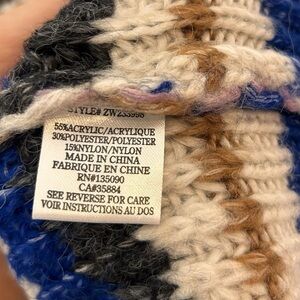 STYLE# ZW233998
55%ACRYLIC/ACRYLIQUE
30%POLYESTER/POLYESTER
15%NYLON/NYLON
MADE IN CHINA
FABRIQUE EN CHINE
RN#135090
CA#35884
SEE REVERSE FOR CARE
VOIR INSTRUCTIONS AU DOS